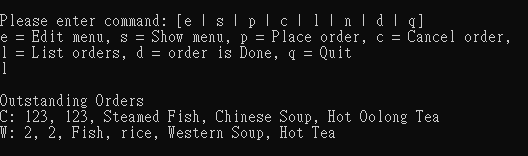 Please enter command: [e | s | p | c | l | n | d | q]
e = Edit menu, s = Show menu, p = Place order, c = Cancel order,
l = List orders, d = order is Done, q = Quit
l
Outstanding Orders
C: 123, 123, Steamed Fish, Chinese Soup, Hot Oolong Tea
W: 2, 2, Fish, rice, Western Soup, Hot Tea